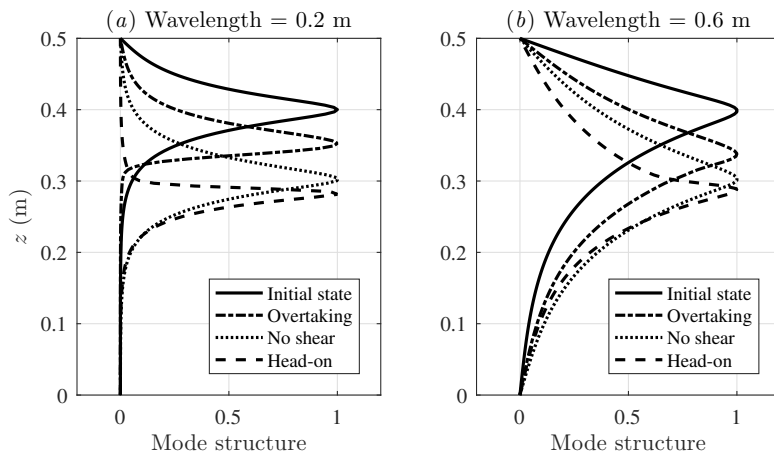 (a) Wavelength = 0.2 m
0.5
0.4
0.3
0.2
0.1
0
z (m)
0
0.5
1
Mode structure
Initial state
Overtaking
No shear
Head-on
(b) Wavelength = 0.6 m
0.5
0.4
0.3
0.2
0.1
0
0
0.5
1
Mode structure
Initial state
Overtaking
No shear
Head-on